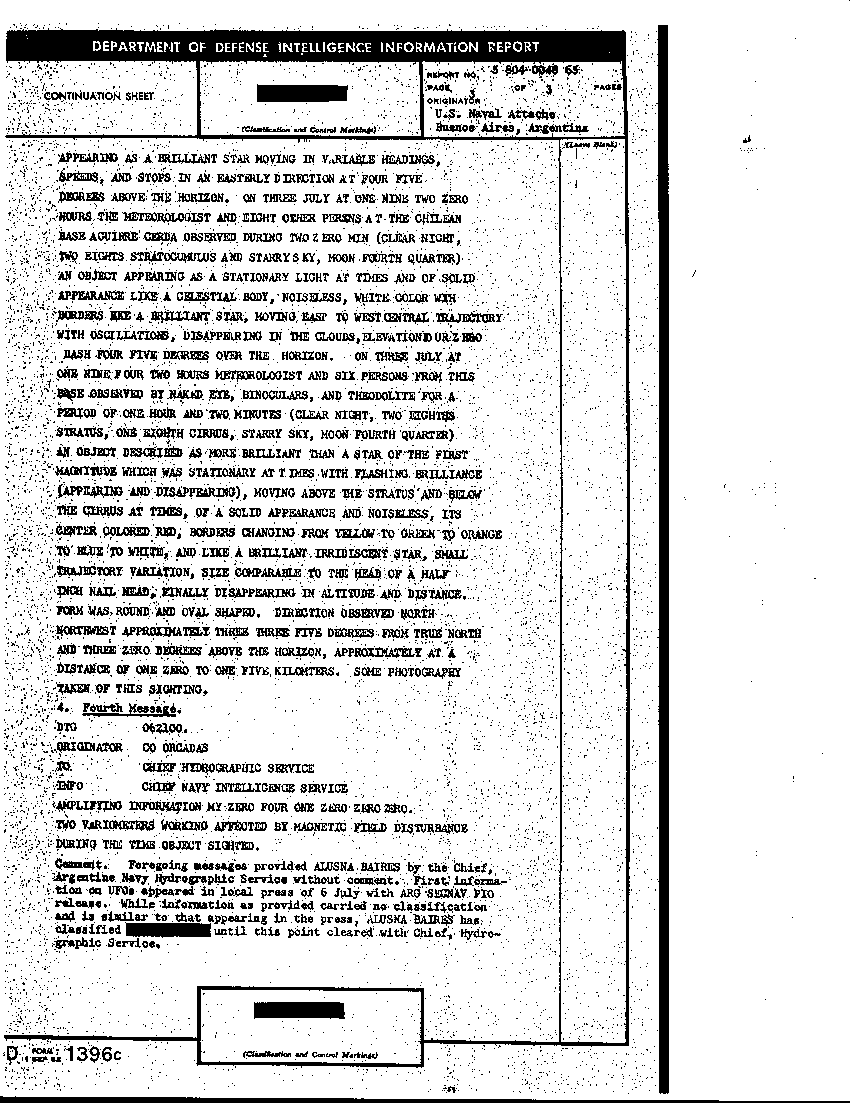 DEPARTMENT OF DEFENSE INTELLIGENCE INFORMATION REPORT
CONTINUATION SHEET
(Classification and Control Markings)
REPORT NO. 5 804 0048 65
PAGE 3 OF 3 PAGES
ORIGINATOR
U.S. Naval Attache
Buenos Aires, Argentina
(Leave Blank)
APPEARING AS A BRILLIANT STAR MOVING IN VARIABLE HEADINGS,
SPEEDS, AND STOPS IN AN EASTERLY DIRECTION AT FOUR FIVE
DEGREES ABOVE THE HORIZON. ON THREE JULY AT ONE NINE TWO ZERO
HOURS THE METEOROLOGIST AND EIGHT OTHER PERSNS AT THE CHILEAN
BASE AGUIRRE CERDA OBSERVED DURING TWO ZERO MIN (CLEAR NIGHT,
TWO EIGHTS STRATOCUMULUS AND STARRY SKY, MOON FOURTH QUARTER)
AN OBJECT APPEARING AS A STATIONARY LIGHT AT TIMES AND OF SOLID
APPEARANCE LIKE A CELESTIAL BODY, NOISELESS, WHITE COLOR WITH
BORDERS LIKE A BRILLIANT STAR, MOVING EAST TO WEST CENTRAL TRAJECTORY
WITH OSCILLATIONS, DISAPPEARING IN THE CLOUDS, ELEVATION
DASH FOUR FIVE DEGREES OVER THE HORIZON. ON THREE JULY AT
ONE NINE FOUR TWO HOURS METEOROLOGIST AND SIX PERSONS FROM THIS
BASE OBSERVED BY NAKED EYE, BINOCULARS, AND THEODOLITE FOR A
PERIOD OF ONE HOUR AND TWO MINUTES (CLEAR NIGHT, TWO EIGHTHS
STRATUS, ONE EIGHTH CIRRUS, STARRY SKY, MOON FOURTH QUARTER)
AN OBJECT DESCRIBED AS MORE BRILLIANT THAN A STAR OF THE FIRST
MAGNITUDE WHICH WAS STATIONARY AT TIMES WITH FLASHING BRILLIANCE
(APPEARING AND DISAPPEARING), MOVING ABOVE THE STRATUS AND BELOW
THE CIRRUS AT TIMES, OF A SOLID APPEARANCE AND NOISELESS, ITS
CENTER COLORED RED, BORDERS CHANGING FROM YELLOW TO GREEN TO ORANGE
TO BLUE TO WHITE, AND LIKE A BRILLIANT IRRIDISCENT STAR, SMALL
TRAJECTORY VARIATION, SIZE COMPARABLE TO THE HEAD OF A HALF
INCH NAIL HEAD, FINALLY DISAPPEARING IN ALTITUDE AND DISTANCE.
FORM WAS ROUND AND OVAL SHAPED. DIRECTION OBSERVED NORTH
NORTHWEST APPROXIMATELY THREE THREE FIVE DEGREES FROM TRUE NORTH
AND THREE ZERO DEGREES ABOVE THE HORIZON, APPROXIMATELY AT A
DISTANCE OF ONE ZERO TO ONE FIVE KILOMTERS. SOME PHOTOGRAPHY
TAKEN OF THIS SIGHTING.
4. Fourth Message.
DTG 062100.
ORIGINATOR CO ORCADAS
TO CHIEF HYDROGRAPHIC SERVICE
INFO CHIEF NAVY INTELLIGENCE SERVICE
AMPLIFTING INFORMATION MY ZERO FOUR ONE ZERO ZERO ZERO.
TWO VARIOMETERS WORKING AFFECTED BY MAGNETIC FIELD DISTURBANCE
DURING THE TIME OBJECT SIGHTED.
Comment. Foregoing messages provided ALUSNA BAIRES by the Chief,
Argentine Navy Hydrographic Service without comment. First informa-
tion on UFOs appeared in local press of 6 July with ARG SECNAV PIO
release. While information as provided carried no classification
and is similar to that appearing in the press, ALUSNA BAIRES has
classified until this point cleared with Chief, Hydro-
graphic Service.
(Classification and Control Markings)
FORM 1396c